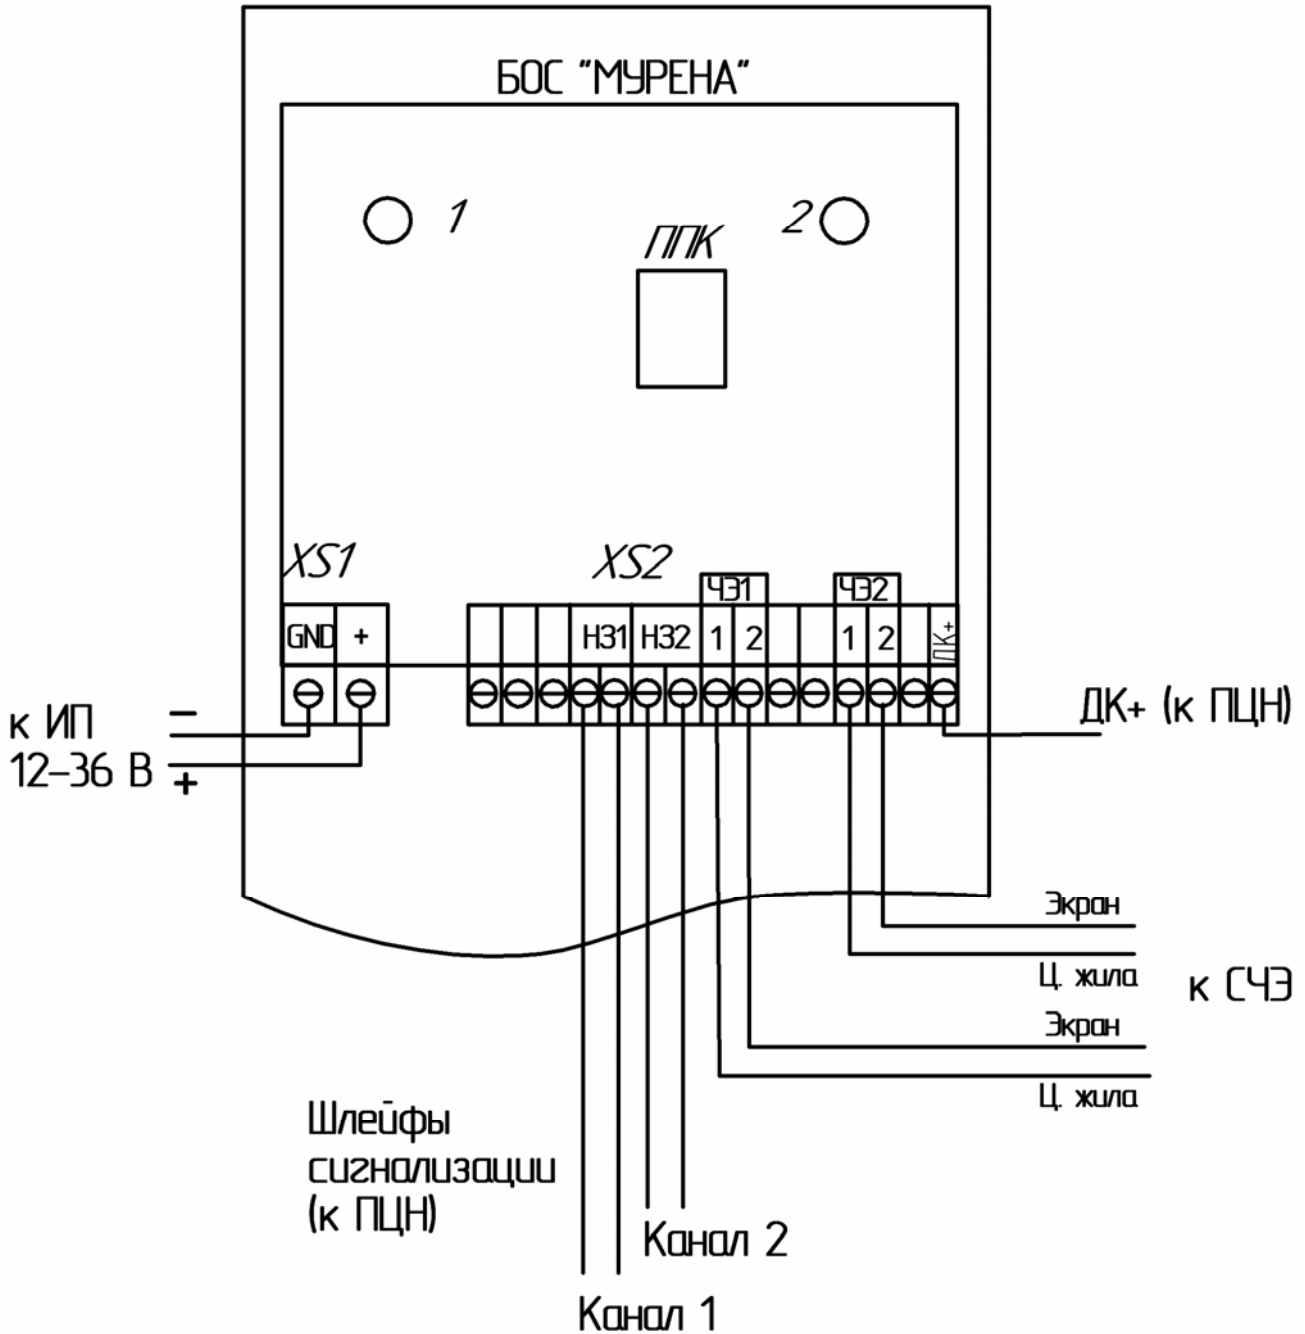 БОС "МУРЕНА"
1
2
ППК
XS1
XS2
ЧЭ1
ЧЭ2
GND +
НЗ1 НЗ2 1 2 1 2 ДК+
к ИП
12-36 В
−
+
ДК+ (к ПЦН)
Экран
Ц. жила
к СЧЭ
Экран
Ц. жила
Шлейфы
сигнализации
(к ПЦН)
Канал 2
Канал 1